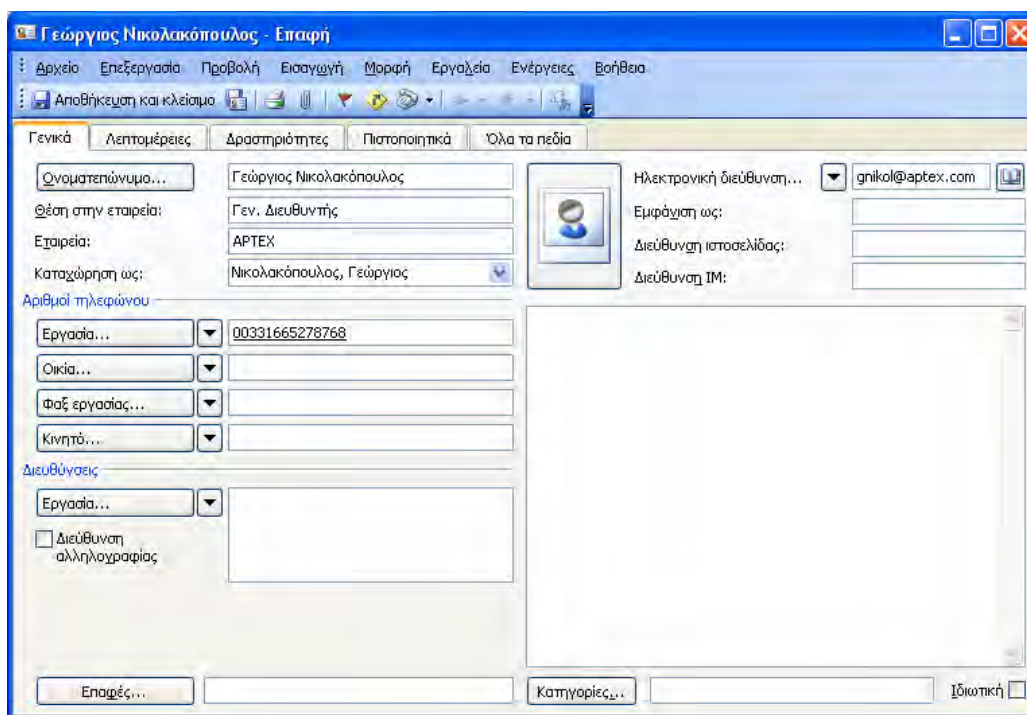 Γεώργιος Νικολακόπουλος - Επαφή
Αρχείο Επεξεργασία Προβολή Εισαγωγή Μορφή Εργαλεία Ενέργειες Βοήθεια
Αποθήκευση και κλείσιμο
Γενικά Λεπτομέρειες Δραστηριότητες Πιστοποιητικά Όλα τα πεδία
Ονοματεπώνυμο... Γεώργιος Νικολακόπουλος
Θέση στην εταιρεία: Γεν. Διευθυντής
Εταιρεία: APTEX
Καταχώρηση ως: Νικολακόπουλος, Γεώργιος
Ηλεκτρονική διεύθυνση... gnikol@aptex.com
Εμφάνιση ως:
Διεύθυνση ιστοσελίδας:
Διεύθυνση IM:
Αριθμοί τηλεφώνου
Εργασία... 00331665278768
Οικία...
Φαξ εργασίας...
Κινητό...
Διευθύνσεις
Εργασία...
Διεύθυνση
αλληλογραφίας
Επαφές... Κατηγορίες... Ιδιωτική